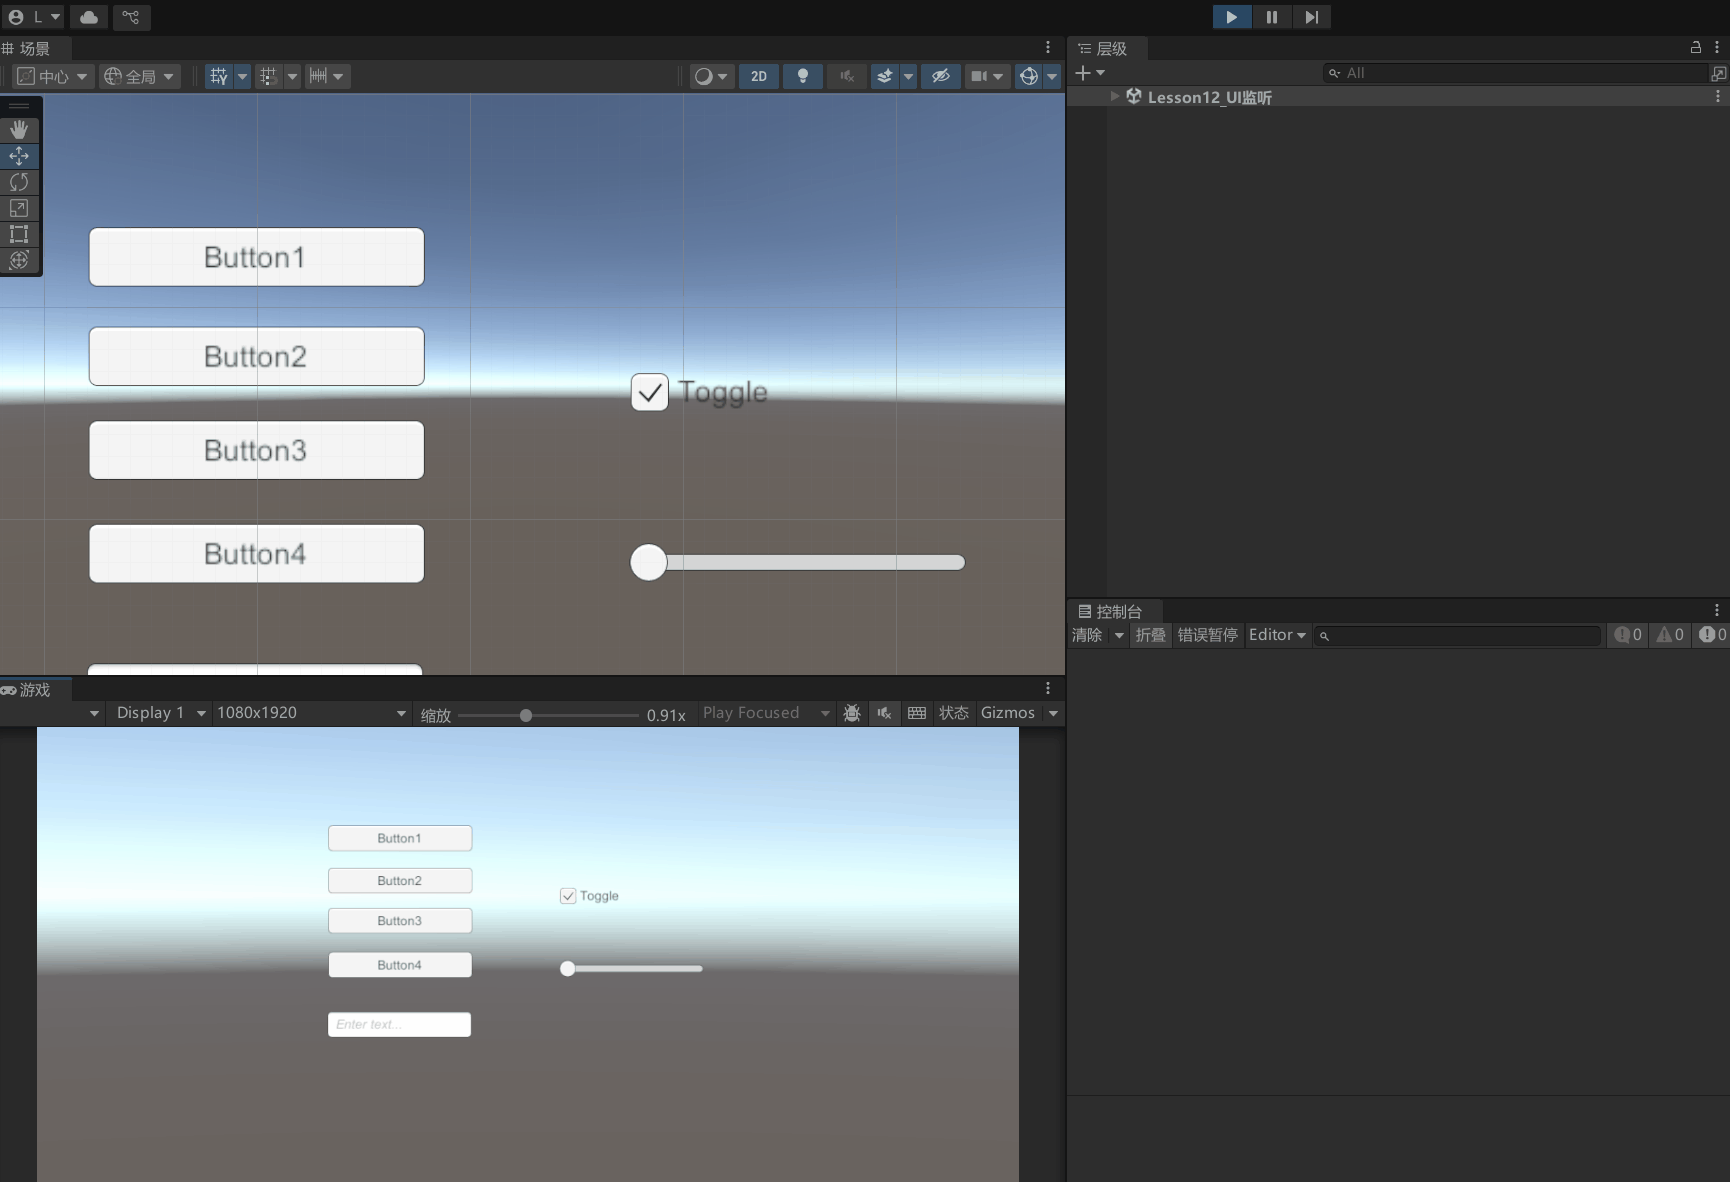 L
场景
中心
全局
2D
Button1
Button2
Button3
Button4
Toggle
层级
All
Lesson12_UI监听
控制台
清除
折叠
错误暂停
Editor
0
0
0
游戏
Display 1
1080x1920
缩放
0.91x
Play Focused
状态
Gizmos
Button1
Button2
Button3
Button4
Enter text...
Toggle